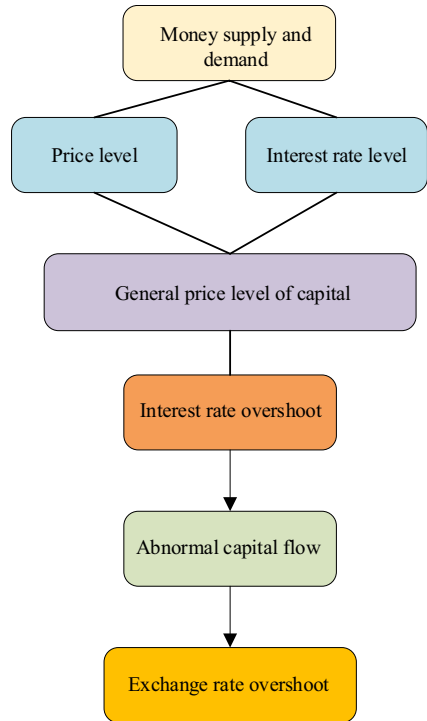 Money supply and
demand
Price level
Interest rate level
General price level of capital
Interest rate overshoot
Abnormal capital flow
Exchange rate overshoot